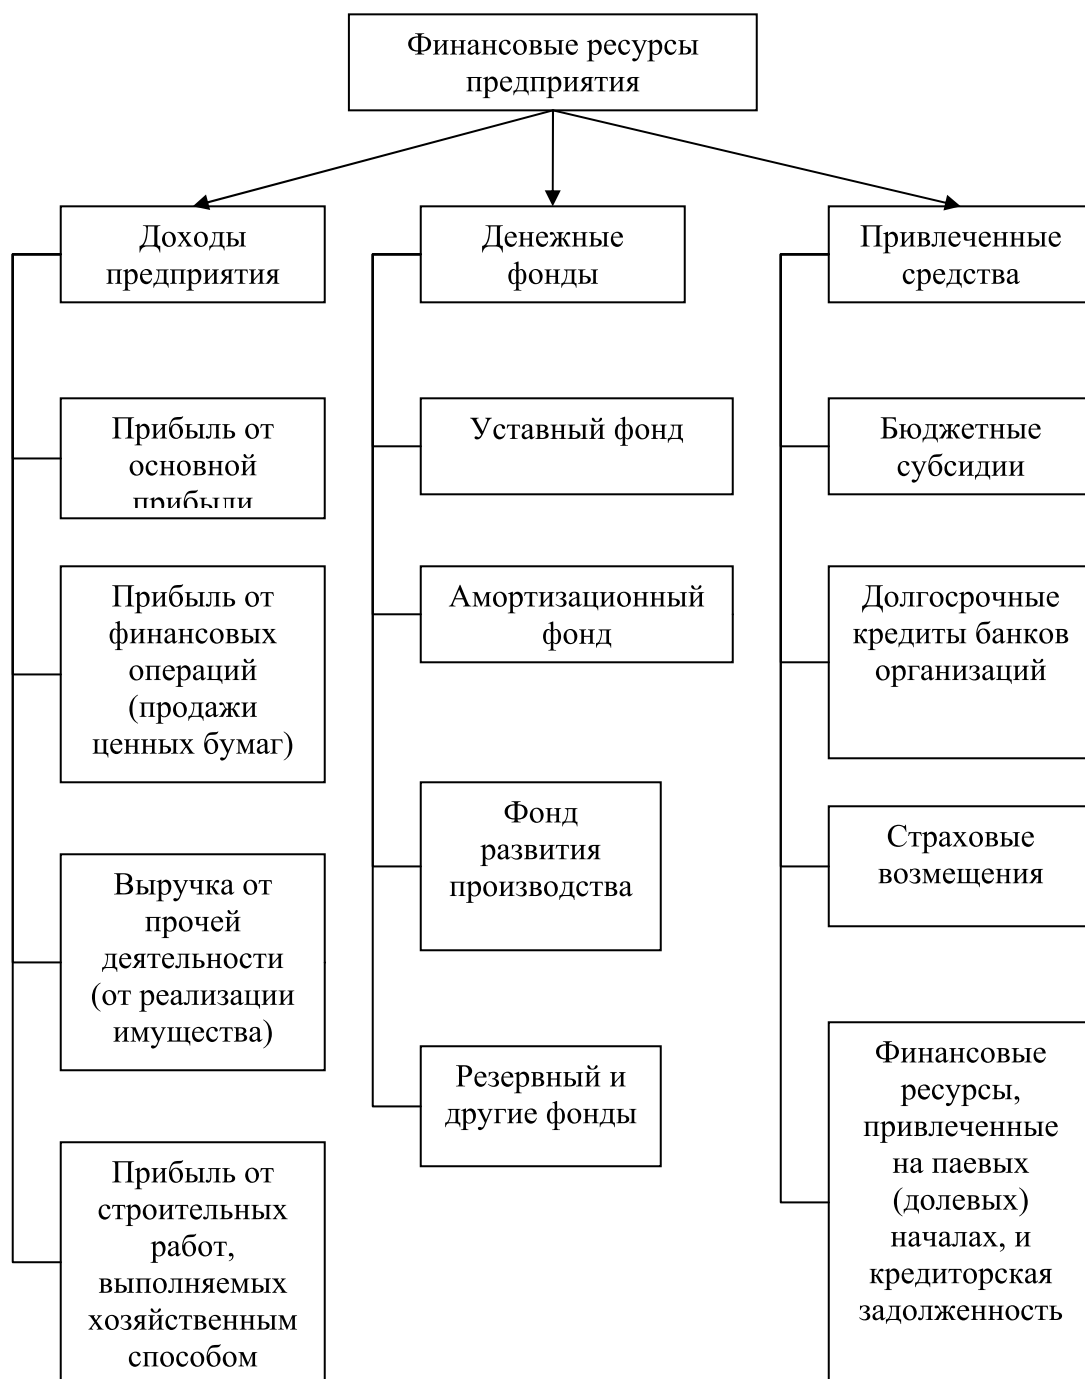 Финансовые ресурсы
предприятия
Доходы
предприятия
Денежные
фонды
Привлеченные
средства
Прибыль от
основной
прибыли
Уставный фонд
Бюджетные
субсидии
Прибыль от
финансовых
операций
(продажи
ценных бумаг)
Амортизационный
фонд
Долгосрочные
кредиты банков
организаций
Фонд
развития
производства
Страховые
возмещения
Выручка от
прочей
деятельности
(от реализации
имущества)
Резервный и
другие фонды
Финансовые
ресурсы,
привлеченные
на паевых
(долевых)
началах, и
кредиторская
задолженность
Прибыль от
строительных
работ,
выполняемых
хозяйственным
способом